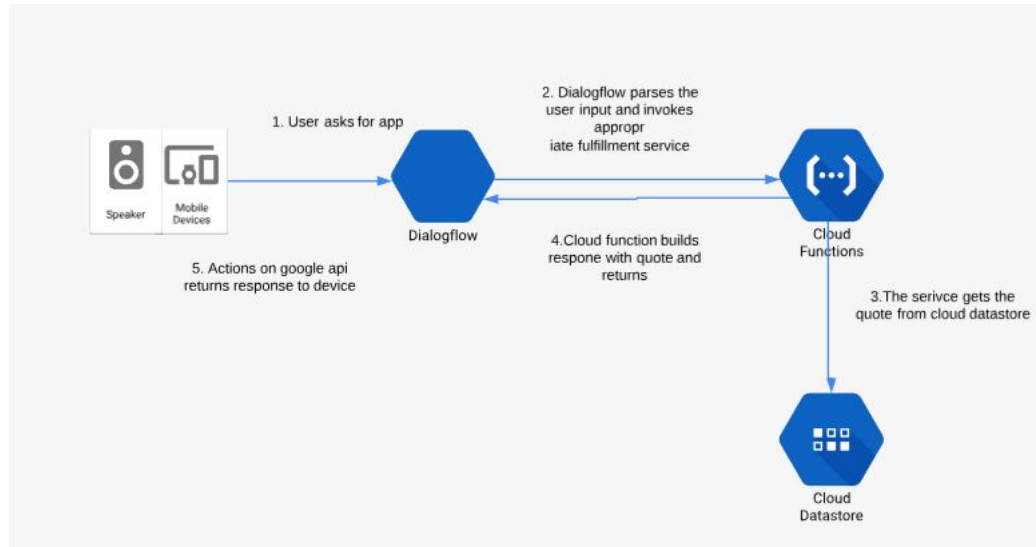 1. User asks for app
2. Dialogflow parses the
user input and invokes
appropr
iate fulfillment service
Speaker
Mobile
Devices
Dialogflow
Cloud
Functions
4.Cloud function builds
respone with quote and
returns
5. Actions on google api
returns response to device
3.The serivce gets the
quote from cloud datastore
Cloud
Datastore